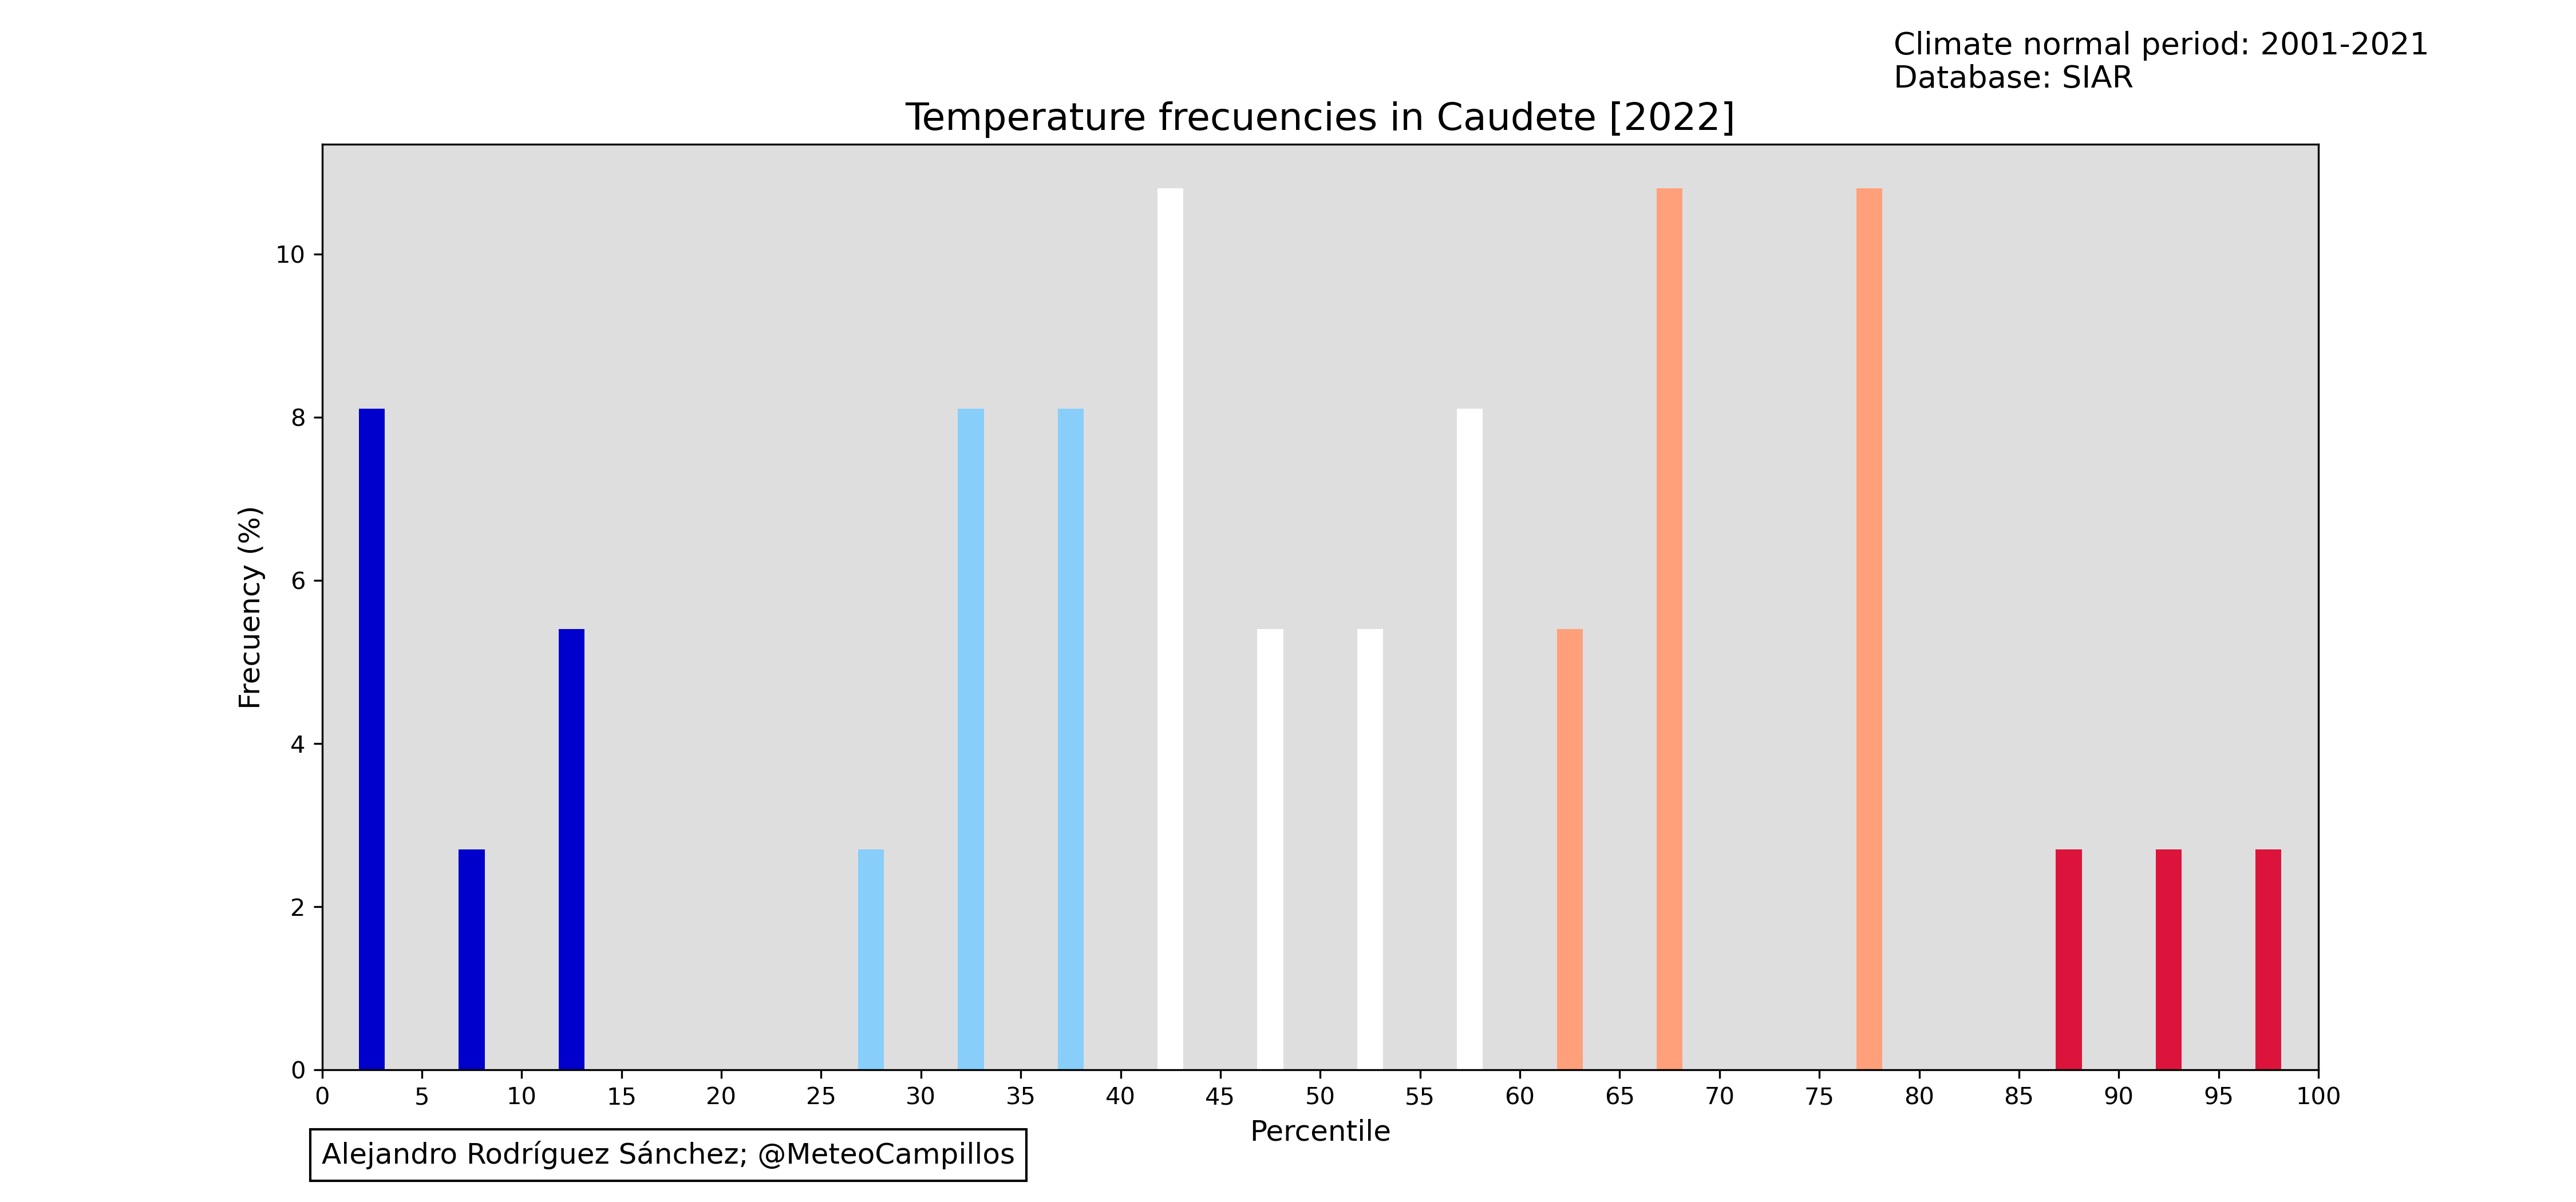 Climate normal period: 2001-2021
Database: SIAR
Temperature frecuencies in Caudete [2022]
10
8
6
4
2
0
Frecuency (%)
0 5 10 15 20 25 30 35 40 45 50 55 60 65 70 75 80 85 90 95 100
Percentile
Alejandro Rodríguez Sánchez; @MeteoCampillos